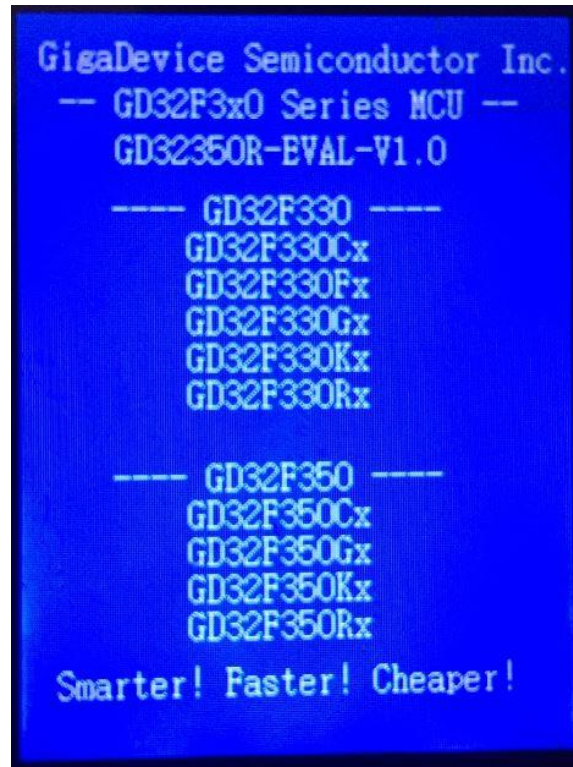 GigaDevice Semiconductor Inc.
-- GD32F3x0 Series MCU --
GD32350R-EVAL-V1.0
---- GD32F330 ----
GD32F330Cx
GD32F330Fx
GD32F330Gx
GD32F330Kx
GD32F330Rx
---- GD32F350 ----
GD32F350Cx
GD32F350Gx
GD32F350Kx
GD32F350Rx
Smarter! Faster! Cheaper!